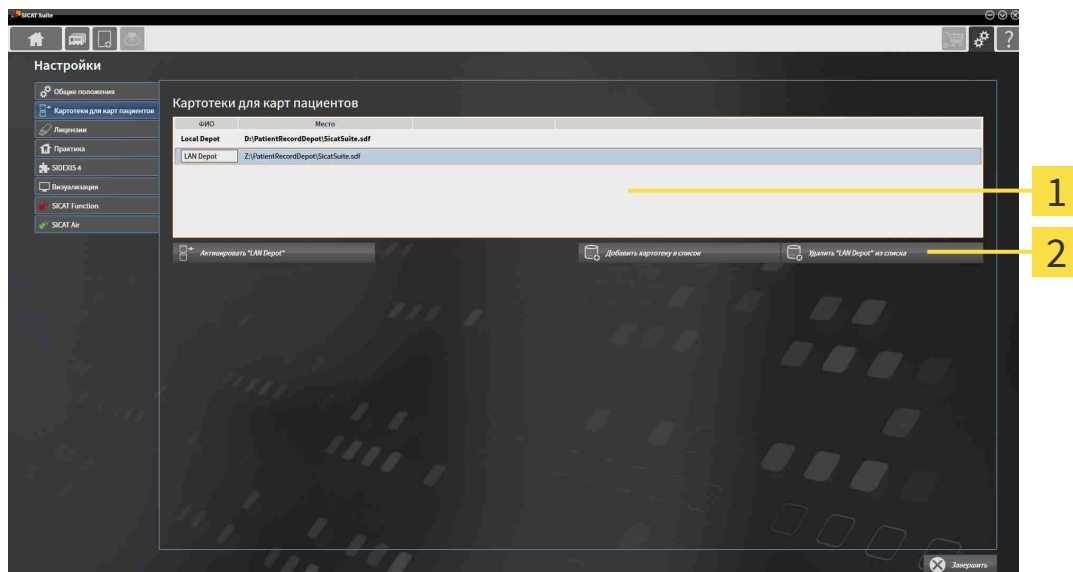 SICAT Suite
?
Настройки
Общие положения
Картотеки для карт пациентов
Лицензии
Практика
SIDEXIS 4
Визуализация
SICAT Function
SICAT Air
Картотеки для карт пациентов
ФИО Место
Local Depot D:\PatientRecordDepot\SicatSuite.sdf
LAN Depot Z:\PatientRecordDepot\SicatSuite.sdf
Активировать "LAN Depot"
Добавить картотеку в список
Удалить "LAN Depot" из списка
1
2
Завершить